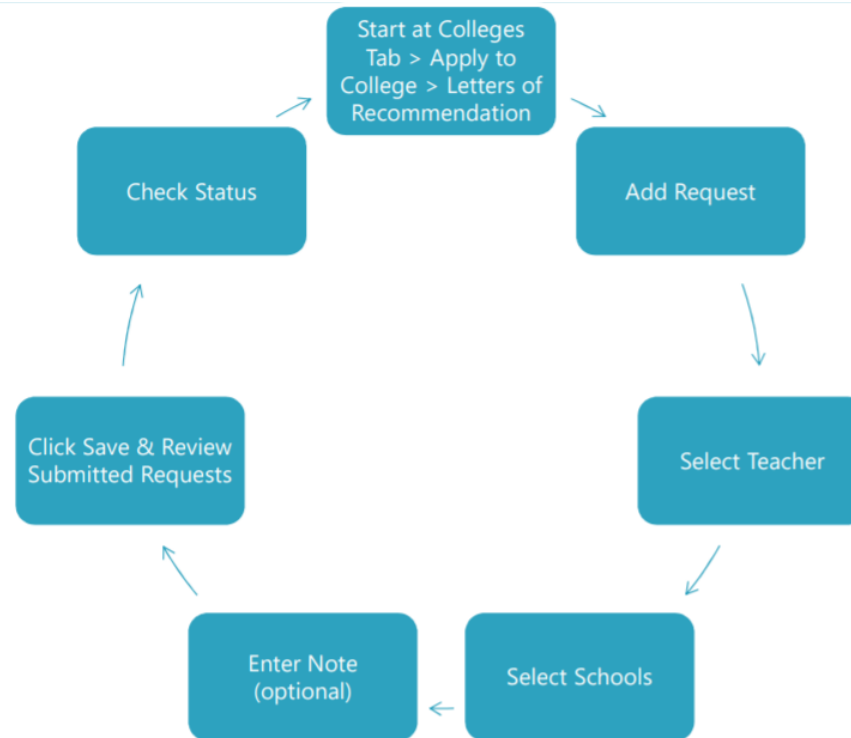 Start at Colleges
Tab > Apply to
College > Letters of
Recommendation
Add Request
Select Teacher
Select Schools
Enter Note
(optional)
Click Save & Review
Submitted Requests
Check Status